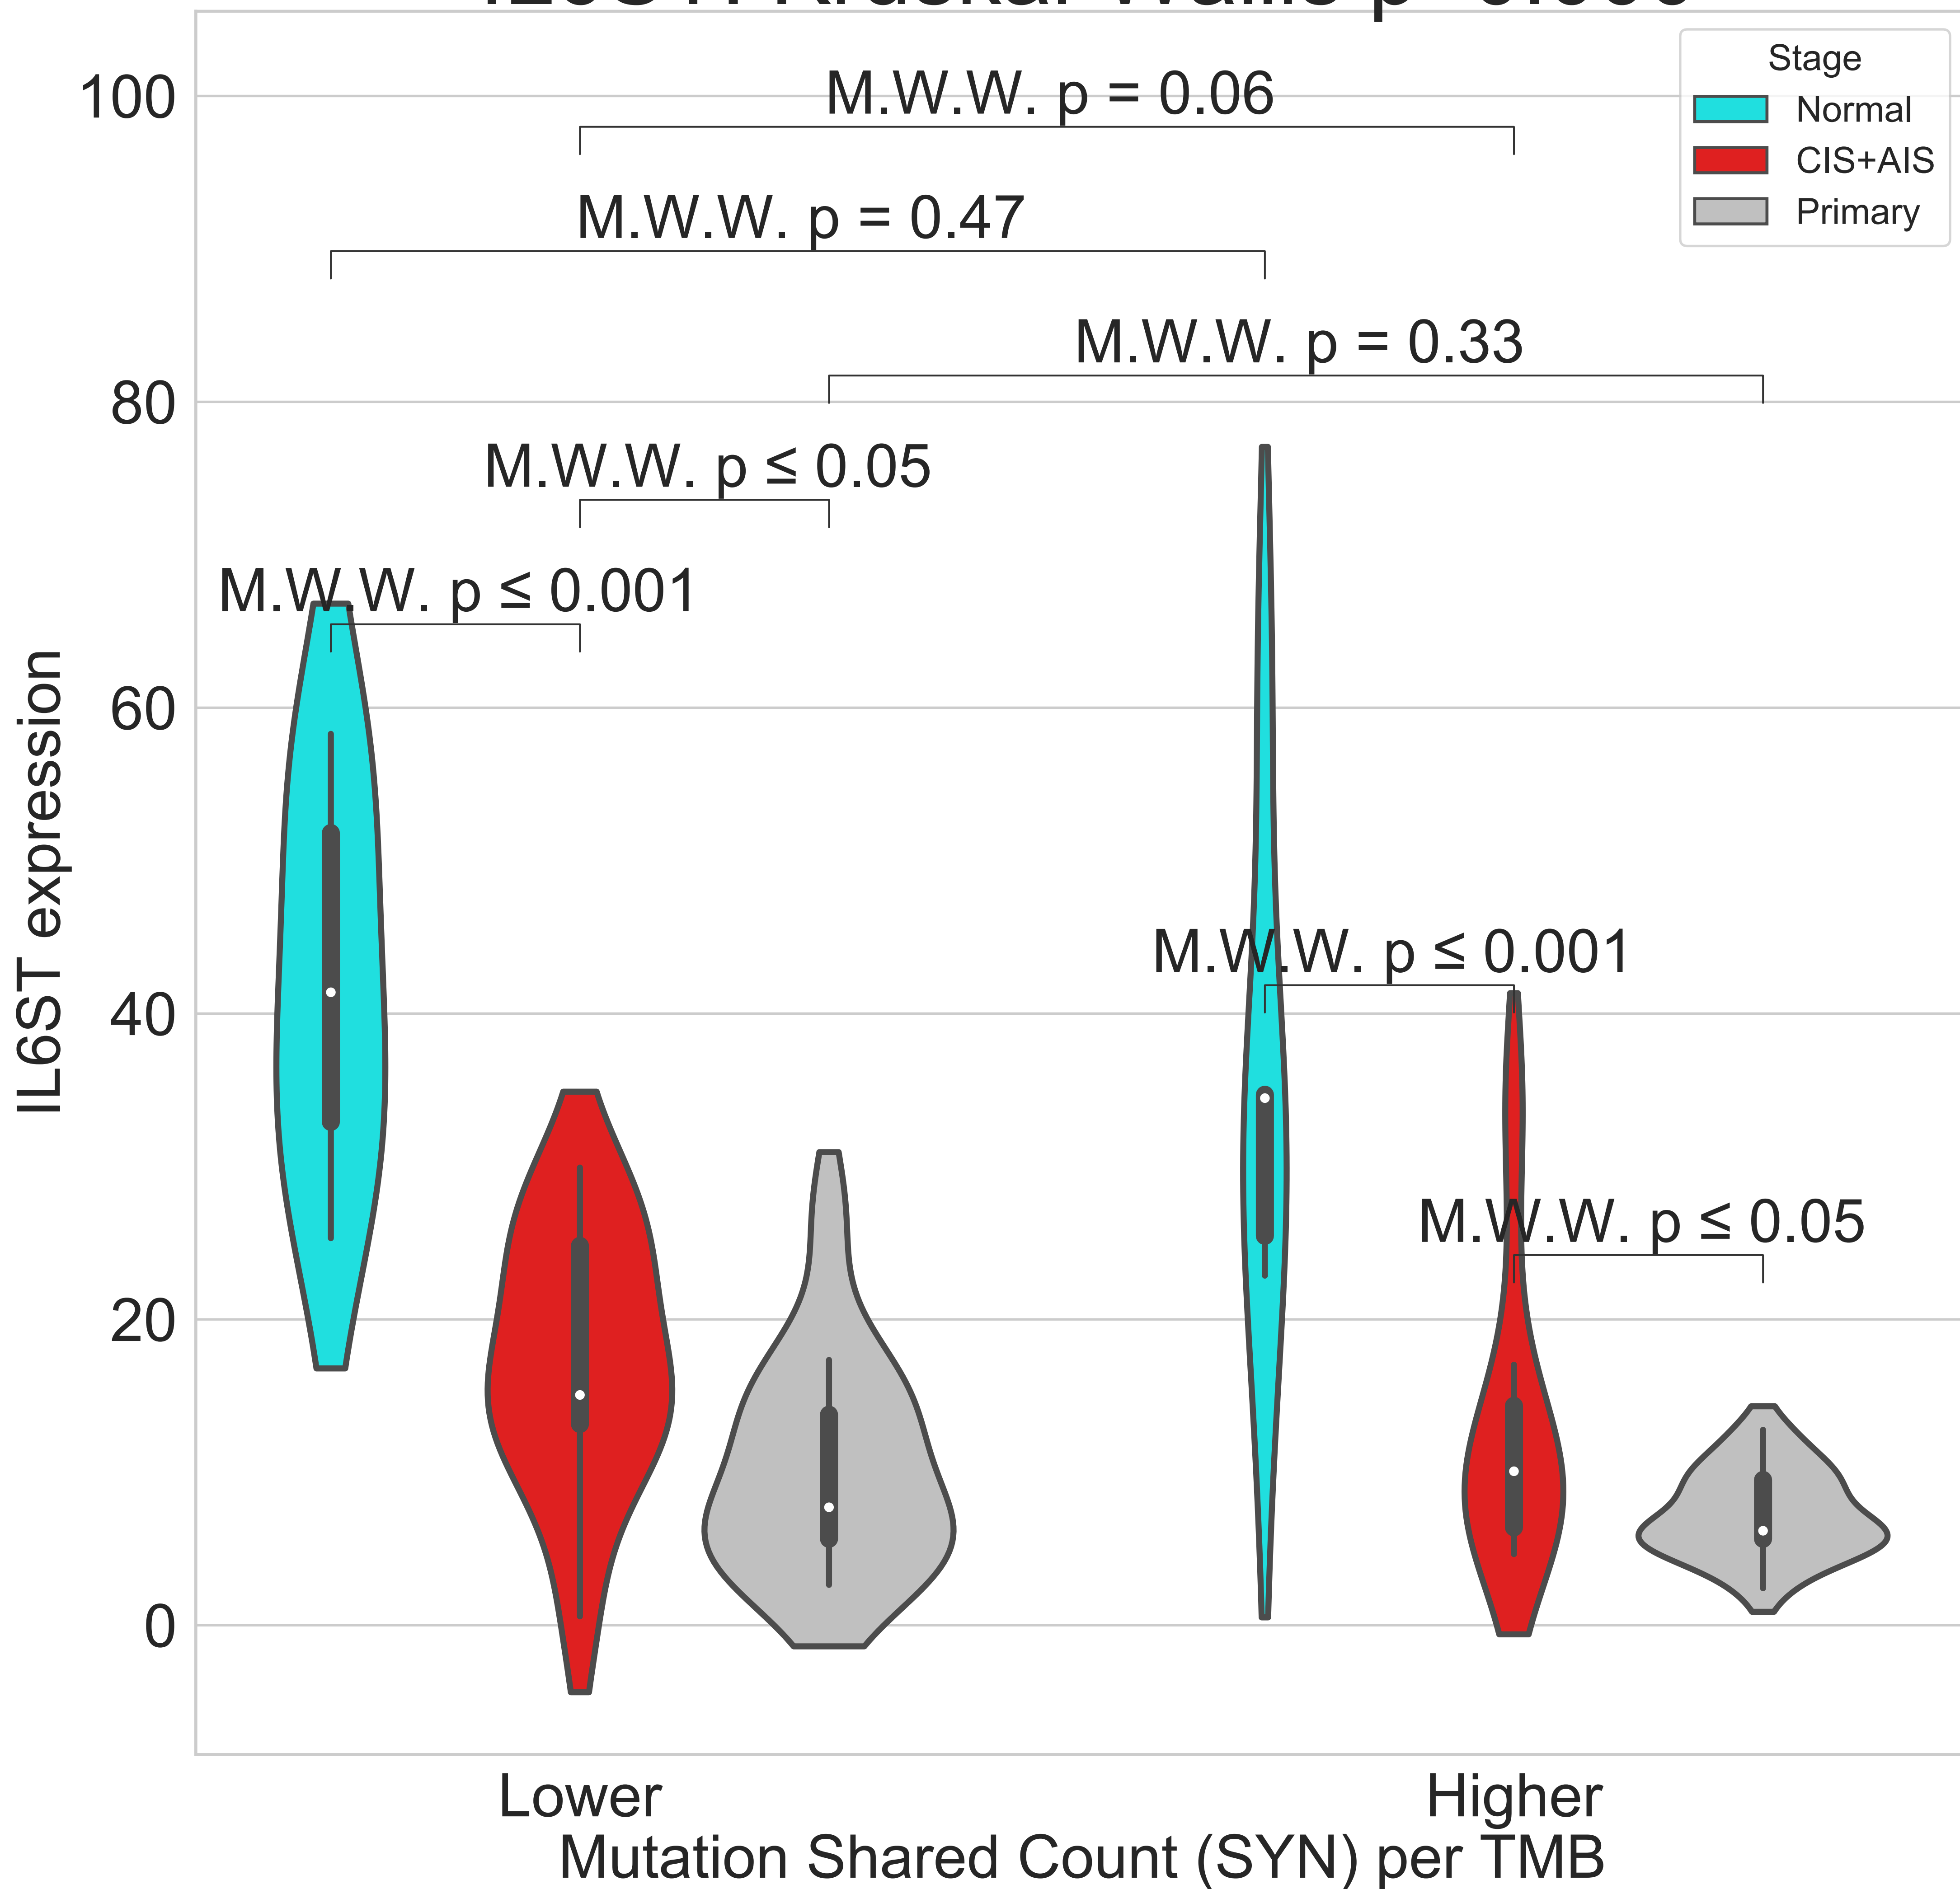 Stage
Normal
CIS+AIS
Primary
M.W.W. p = 0.06
M.W.W. p = 0.47
M.W.W. p = 0.33
M.W.W. p ≤ 0.05
M.W.W. p ≤ 0.001
M.W.W. p ≤ 0.001
M.W.W. p ≤ 0.05
100
80
60
40
20
0
IL6ST expression
Lower
Higher
Mutation Shared Count (SYN) per TMB